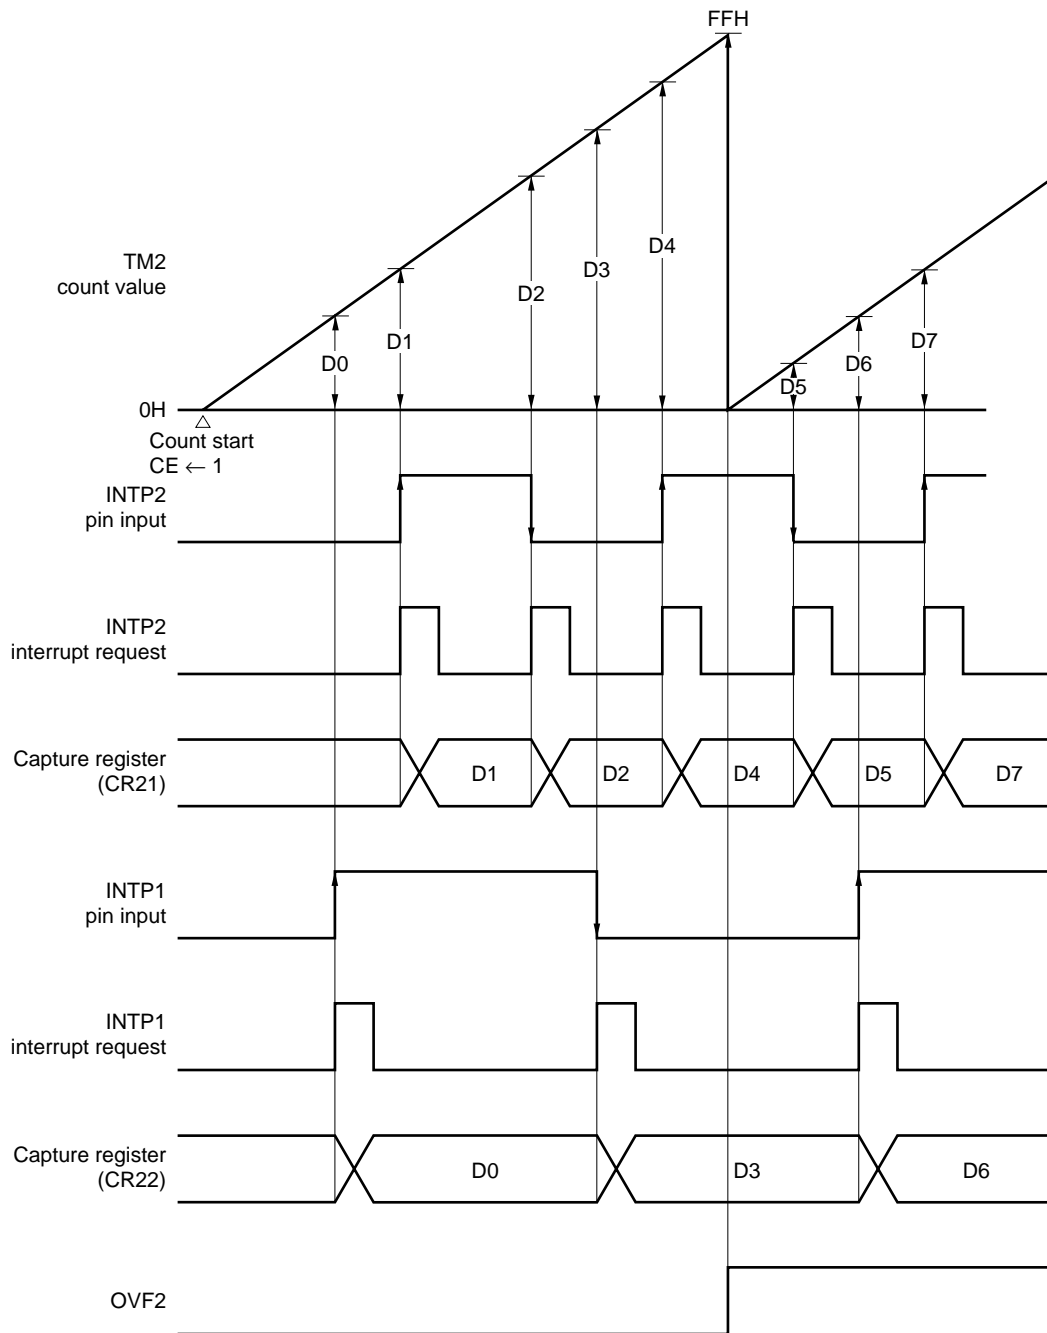 FFH
TM2
count value
D0
D1
D2
D3
D4
D5
D6
D7
0H
Count start
CE ← 1
INTP2
pin input
INTP2
interrupt request
Capture register
(CR21)
D1
D2
D4
D5
D7
INTP1
pin input
INTP1
interrupt request
Capture register
(CR22)
D0
D3
D6
OVF2